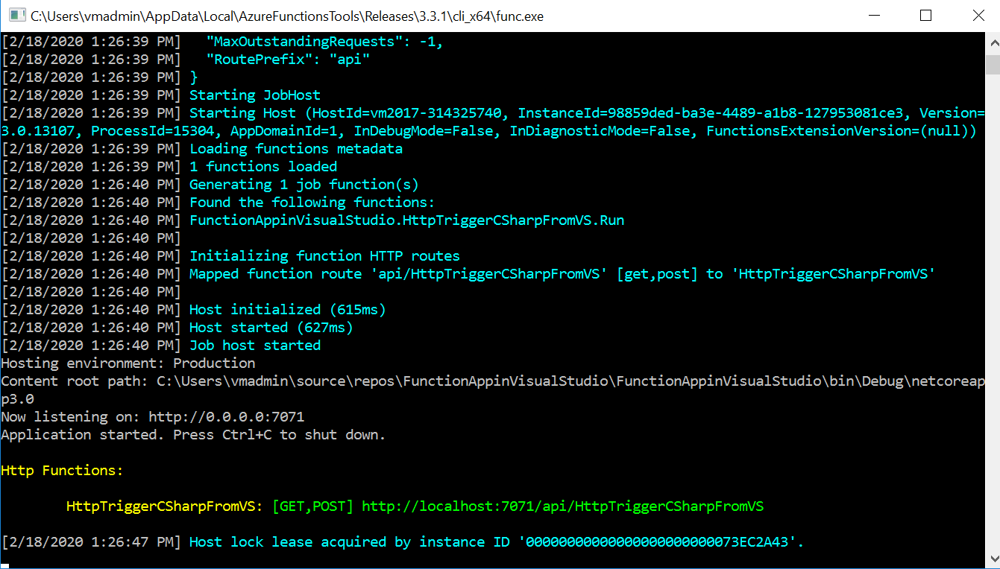 C:\Users\vmadmin\AppData\Local\AzureFunctionsTools\Releases\3.3.1\cli_x64\func.exe
[2/18/2020 1:26:39 PM]   "MaxOutstandingRequests": -1,
[2/18/2020 1:26:39 PM]   "RoutePrefix": "api"
[2/18/2020 1:26:39 PM] }
[2/18/2020 1:26:39 PM] Starting JobHost
[2/18/2020 1:26:39 PM] Starting Host (HostId=vm2017-314325740, InstanceId=98859ded-ba3e-4489-a1b8-127953081ce3, Version=
3.0.13107, ProcessId=15304, AppDomainId=1, InDebugMode=False, InDiagnosticMode=False, FunctionsExtensionVersion=(null))
[2/18/2020 1:26:39 PM] Loading functions metadata
[2/18/2020 1:26:39 PM] 1 functions loaded
[2/18/2020 1:26:40 PM] Generating 1 job function(s)
[2/18/2020 1:26:40 PM] Found the following functions:
[2/18/2020 1:26:40 PM] FunctionAppinVisualStudio.HttpTriggerCSharpFromVS.Run
[2/18/2020 1:26:40 PM]
[2/18/2020 1:26:40 PM] Initializing function HTTP routes
[2/18/2020 1:26:40 PM] Mapped function route 'api/HttpTriggerCSharpFromVS' [get,post] to 'HttpTriggerCSharpFromVS'
[2/18/2020 1:26:40 PM]
[2/18/2020 1:26:40 PM] Host initialized (615ms)
[2/18/2020 1:26:40 PM] Host started (627ms)
[2/18/2020 1:26:40 PM] Job host started
Hosting environment: Production
Content root path: C:\Users\vmadmin\source\repos\FunctionAppinVisualStudio\FunctionAppinVisualStudio\bin\Debug\netcoreap
p3.0
Now listening on: http://0.0.0.0:7071
Application started. Press Ctrl+C to shut down.
Http Functions:
HttpTriggerCSharpFromVS: [GET,POST] http://localhost:7071/api/HttpTriggerCSharpFromVS
[2/18/2020 1:26:47 PM] Host lock lease acquired by instance ID '00000000000000000000000073EC2A43'.